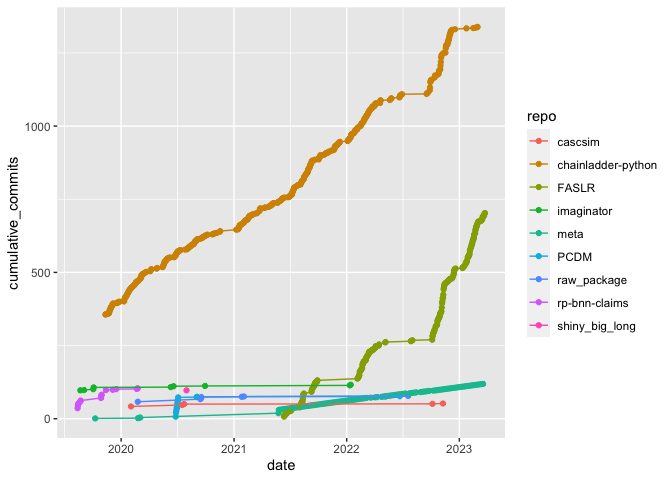 cumulative_commits
1000
500
0
2020 2021 2022 2023
date
repo
cascsim
chainladder-python
FASLR
imaginator
meta
PCDM
raw_package
rp-bnn-claims
shiny_big_long